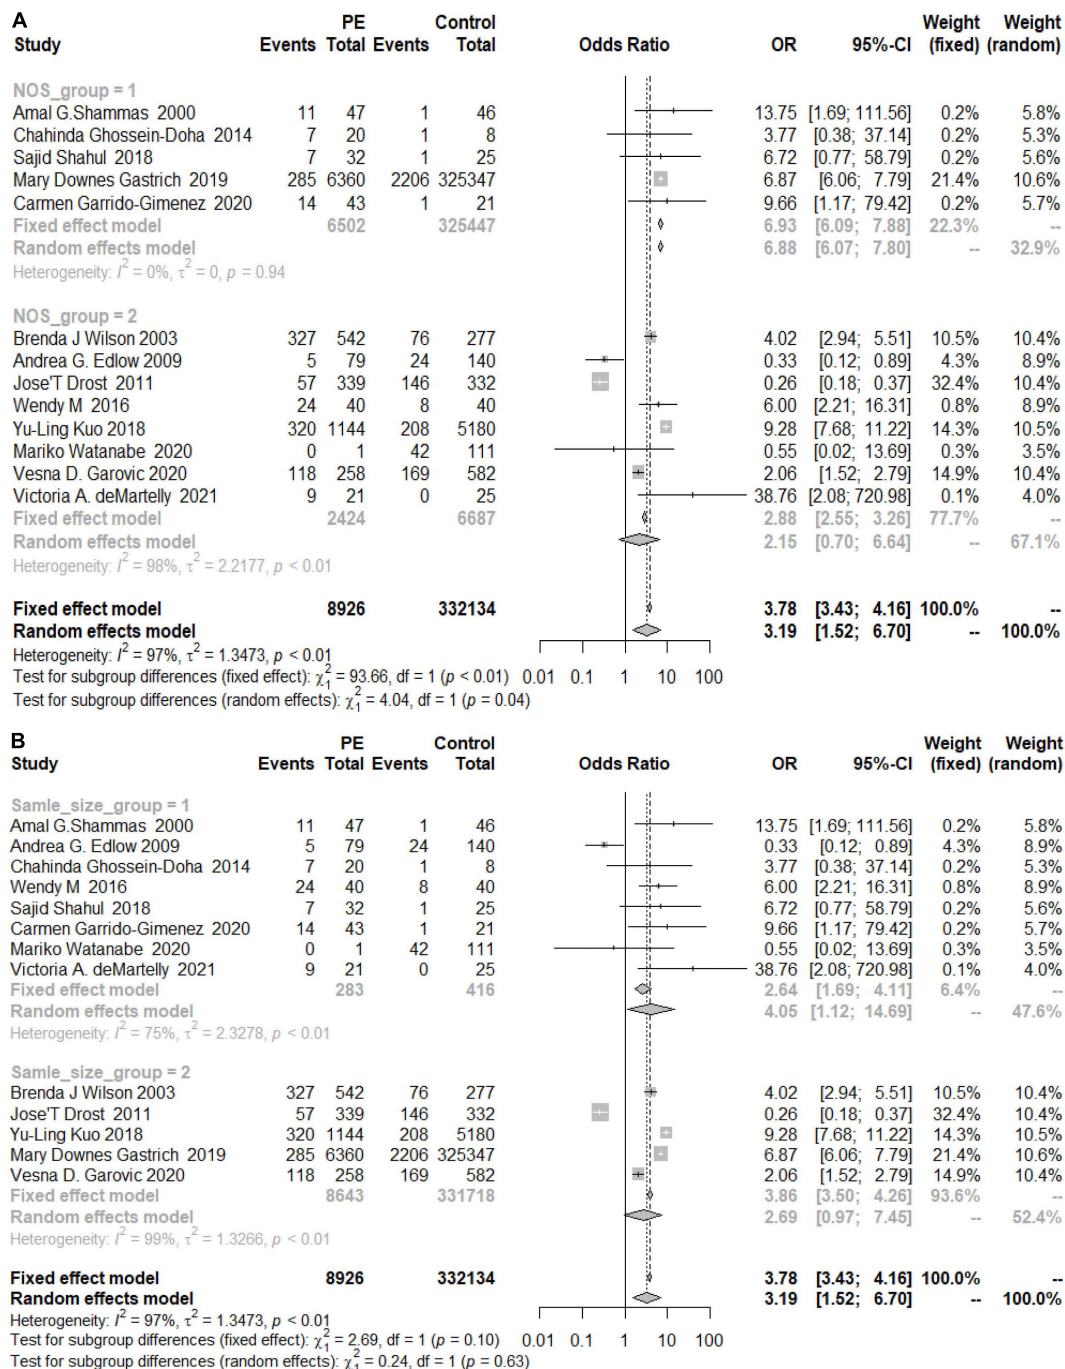 A PE Control Weight Weight
Study Events Total Events Total Odds Ratio OR 95%-CI (fixed) (random)
NOS_group = 1
Amal G.Shammas 2000 11 47 1 46 13.75 [1.69; 111.56] 0.2% 5.8%
Chahinda Ghossein-Doha 2014 7 20 1 8 3.77 [0.38; 37.14] 0.2% 5.3%
Sajid Shahul 2018 7 32 1 25 6.72 [0.77; 58.79] 0.2% 5.6%
Mary Downes Gastrich 2019 285 6360 2206 325347 6.87 [6.06; 7.79] 21.4% 10.6%
Carmen Garrido-Gimenez 2020 14 43 1 21 9.66 [1.17; 79.42] 0.2% 5.7%
Fixed effect model 6502 325447 6.93 [6.09; 7.88] 22.3% --
Random effects model 6.88 [6.07; 7.80] -- 32.9%
Heterogeneity: I² = 0%, τ² = 0, p = 0.94
NOS_group = 2
Brenda J Wilson 2003 327 542 76 277 4.02 [2.94; 5.51] 10.5% 10.4%
Andrea G. Edlow 2009 5 79 24 140 0.33 [0.12; 0.89] 4.3% 8.9%
Jose'T Drost 2011 57 339 146 332 0.26 [0.18; 0.37] 32.4% 10.4%
Wendy M 2016 24 40 8 40 6.00 [2.21; 16.31] 0.8% 8.9%
Yu-Ling Kuo 2018 320 1144 208 5180 9.28 [7.68; 11.22] 14.3% 10.5%
Mariko Watanabe 2020 0 1 42 111 0.55 [0.02; 13.69] 0.3% 3.5%
Vesna D. Garovic 2020 118 258 169 582 2.06 [1.52; 2.79] 14.9% 10.4%
Victoria A. deMartelly 2021 9 21 0 25 38.76 [2.08; 720.98] 0.1% 4.0%
Fixed effect model 2424 6687 2.88 [2.55; 3.26] 77.7% --
Random effects model 2.15 [0.70; 6.64] -- 67.1%
Heterogeneity: I² = 98%, τ² = 2.2177, p < 0.01
Fixed effect model 8926 332134 3.78 [3.43; 4.16] 100.0% --
Random effects model 3.19 [1.52; 6.70] -- 100.0%
Heterogeneity: I² = 97%, τ² = 1.3473, p < 0.01
Test for subgroup differences (fixed effect): χ²₁ = 93.66, df = 1 (p < 0.01) 0.01 0.1 1 10 100
Test for subgroup differences (random effects): χ²₁ = 4.04, df = 1 (p = 0.04)
B PE Control Weight Weight
Study Events Total Events Total Odds Ratio OR 95%-CI (fixed) (random)
Samle_size_group = 1
Amal G.Shammas 2000 11 47 1 46 13.75 [1.69; 111.56] 0.2% 5.8%
Andrea G. Edlow 2009 5 79 24 140 0.33 [0.12; 0.89] 4.3% 8.9%
Chahinda Ghossein-Doha 2014 7 20 1 8 3.77 [0.38; 37.14] 0.2% 5.3%
Wendy M 2016 24 40 8 40 6.00 [2.21; 16.31] 0.8% 8.9%
Sajid Shahul 2018 7 32 1 25 6.72 [0.77; 58.79] 0.2% 5.6%
Carmen Garrido-Gimenez 2020 14 43 1 21 9.66 [1.17; 79.42] 0.2% 5.7%
Mariko Watanabe 2020 0 1 42 111 0.55 [0.02; 13.69] 0.3% 3.5%
Victoria A. deMartelly 2021 9 21 0 25 38.76 [2.08; 720.98] 0.1% 4.0%
Fixed effect model 283 416 2.64 [1.69; 4.11] 6.4% --
Random effects model 4.05 [1.12; 14.69] -- 47.6%
Heterogeneity: I² = 75%, τ² = 2.3278, p < 0.01
Samle_size_group = 2
Brenda J Wilson 2003 327 542 76 277 4.02 [2.94; 5.51] 10.5% 10.4%
Jose'T Drost 2011 57 339 146 332 0.26 [0.18; 0.37] 32.4% 10.4%
Yu-Ling Kuo 2018 320 1144 208 5180 9.28 [7.68; 11.22] 14.3% 10.5%
Mary Downes Gastrich 2019 285 6360 2206 325347 6.87 [6.06; 7.79] 21.4% 10.6%
Vesna D. Garovic 2020 118 258 169 582 2.06 [1.52; 2.79] 14.9% 10.4%
Fixed effect model 8643 331718 3.86 [3.50; 4.26] 93.6% --
Random effects model 2.69 [0.97; 7.45] -- 52.4%
Heterogeneity: I² = 99%, τ² = 1.3266, p < 0.01
Fixed effect model 8926 332134 3.78 [3.43; 4.16] 100.0% --
Random effects model 3.19 [1.52; 6.70] -- 100.0%
Heterogeneity: I² = 97%, τ² = 1.3473, p < 0.01
Test for subgroup differences (fixed effect): χ²₁ = 2.69, df = 1 (p = 0.10) 0.01 0.1 1 10 100
Test for subgroup differences (random effects): χ²₁ = 0.24, df = 1 (p = 0.63)